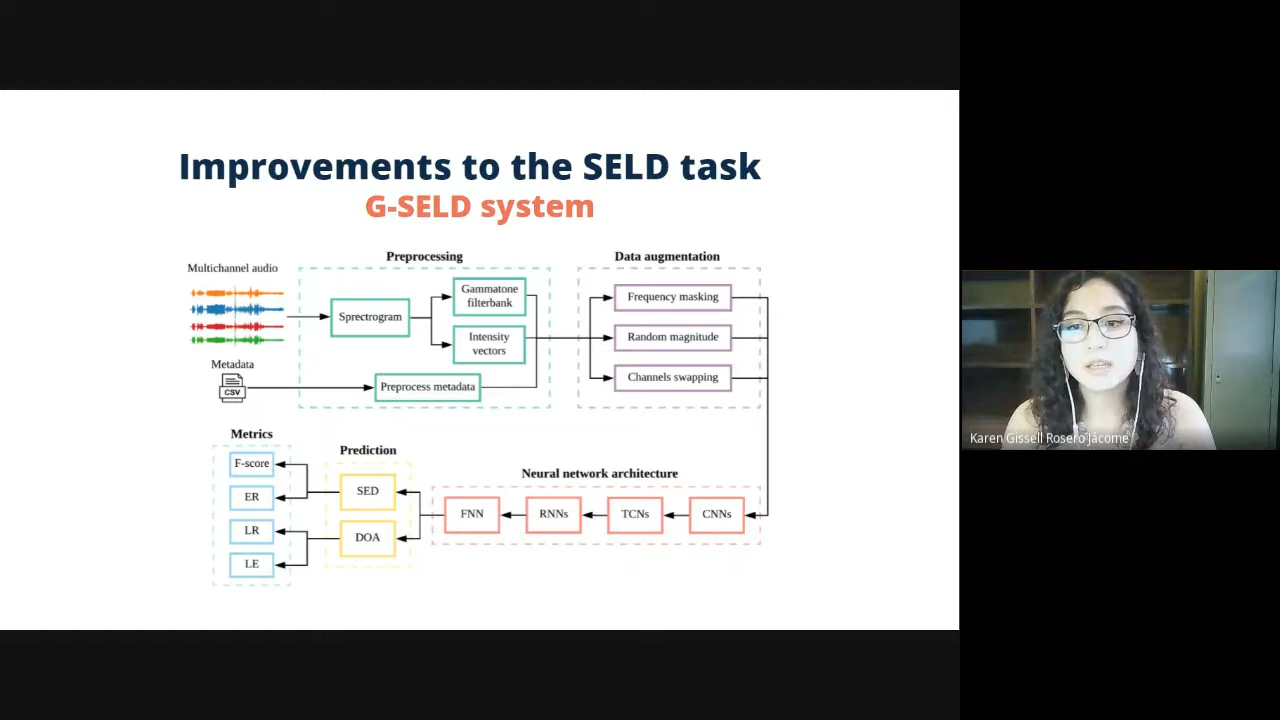 Improvements to the SELD task
G-SELD system
Multichannel audio
Preprocessing
Data augmentation
Sprectrogram
Gammatone
filterbank
Intensity
vectors
Frequency masking
Random magnitude
Channels swapping
Metadata
CSV
Preprocess metadata
Metrics
F-score
ER
LR
LE
Prediction
SED
DOA
Neural network architecture
FNN
RNNs
TCNs
CNNs
Karen Gissell Rosero Jácome